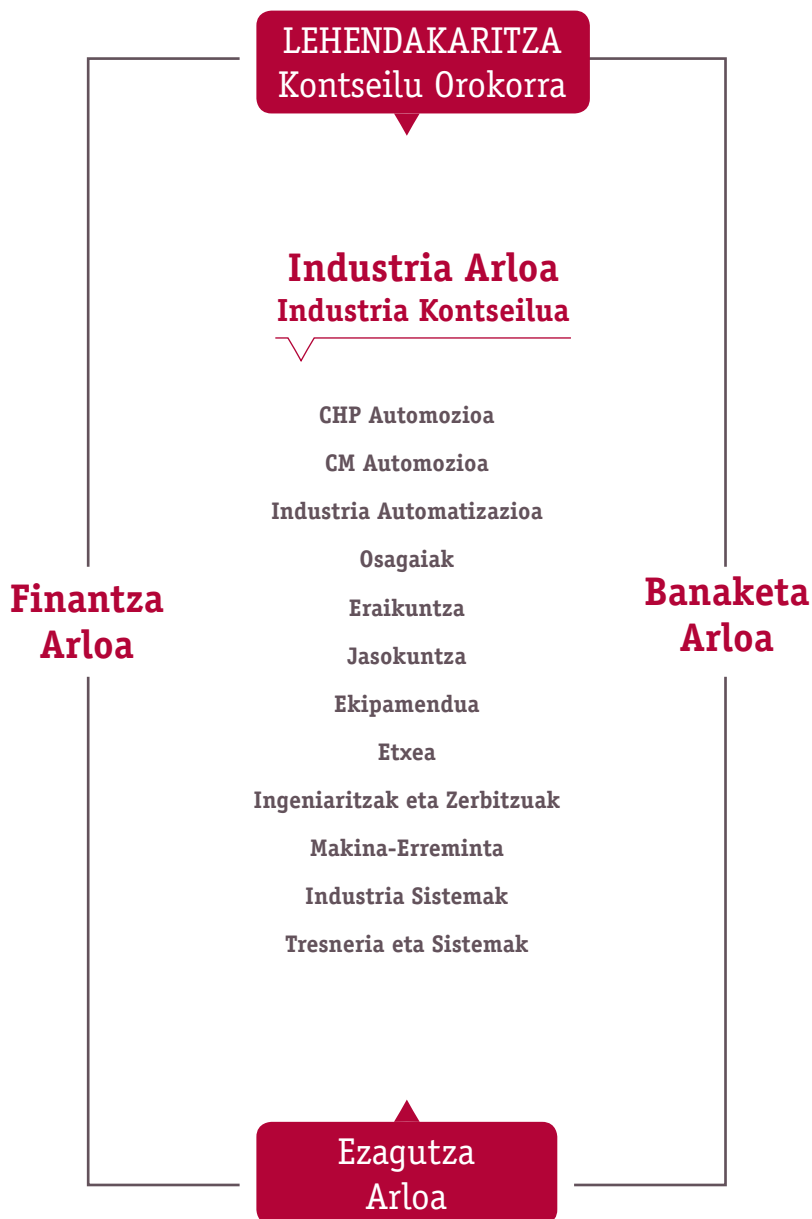 LEHENDAKARITZA
Kontseilu Orokorra
Industria Arloa
Industria Kontseilua
CHP Automozioa
CM Automozioa
Industria Automatizazioa
Osagaiak
Eraikuntza
Jasokuntza
Ekipamendua
Etxea
Ingeniaritzak eta Zerbitzuak
Makina-Erreminta
Industria Sistemak
Tresneria eta Sistemak
Finantza
Arloa
Banaketa
Arloa
Ezagutza
Arloa